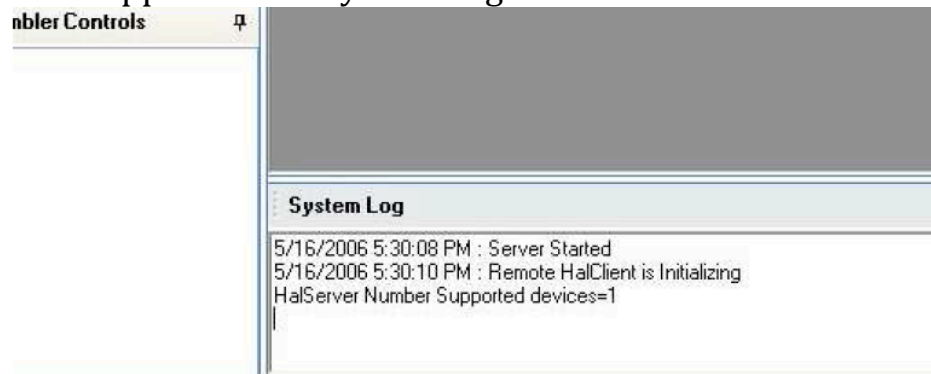 nbler Controls
System Log
5/16/2006 5:30:08 PM : Server Started
5/16/2006 5:30:10 PM : Remote HalClient is Initializing
HalServer Number Supported devices=1